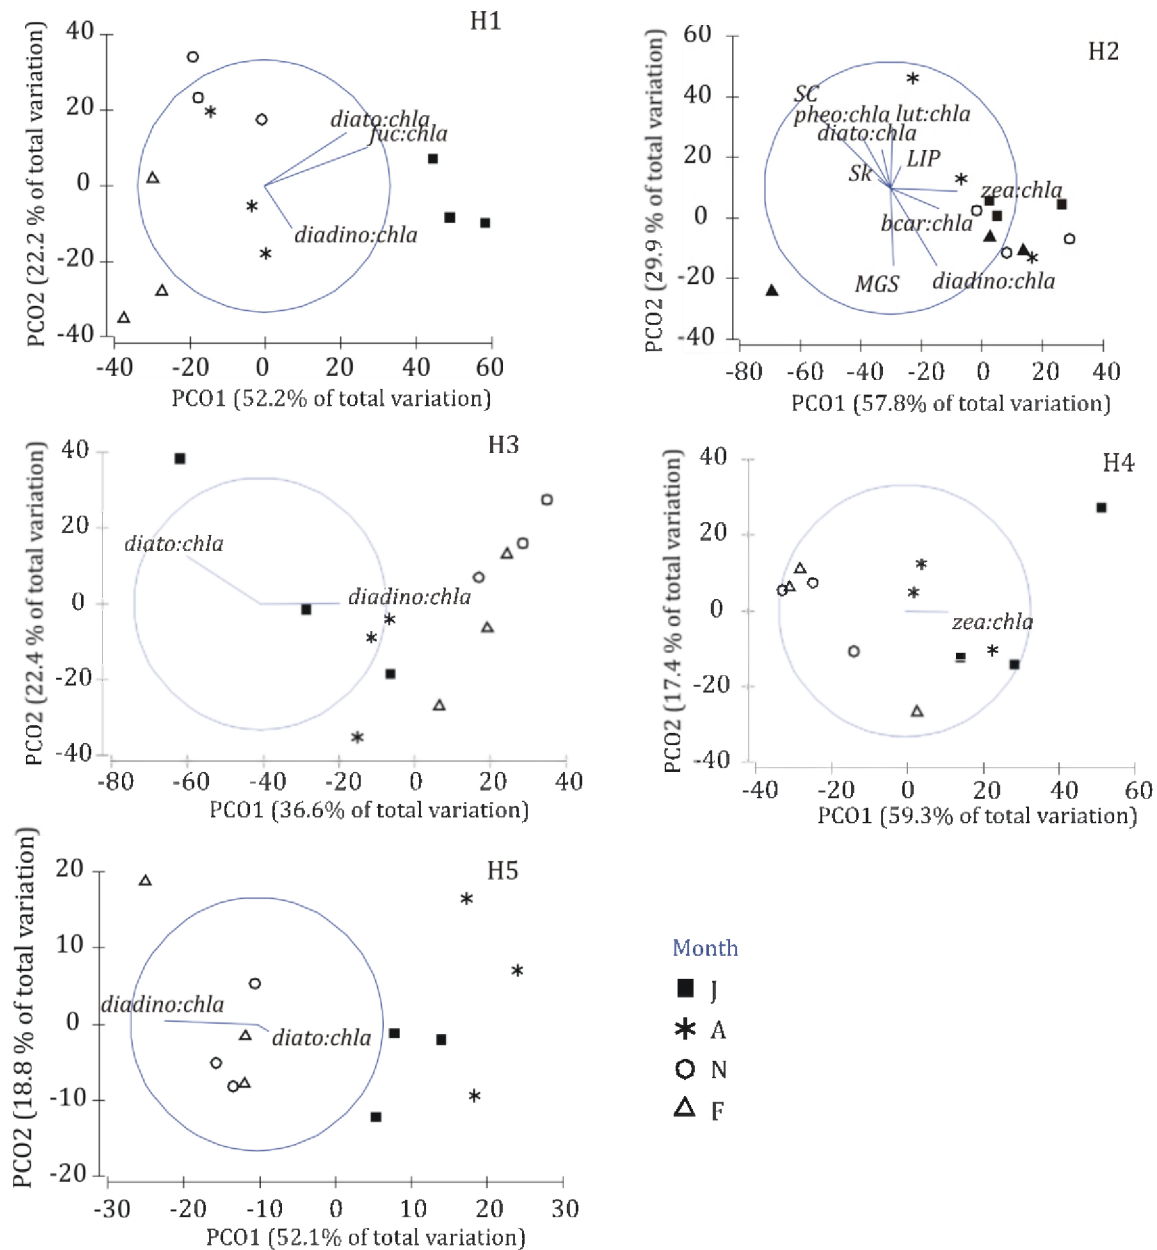 H1
PCO2 (22.2 % of total variation)
40
20
0
-20
-40
diato:chla
fuc:chla
diadino:chla
-40 -20 0 20 40 60
PCO1 (52.2% of total variation)
H2
PCO2 (29.9 % of total variation)
60
40
20
0
-20
-40
SC
pheo:chla lut:chla
diato:chla
LIP
Sk
zea:chla
bcar:chla
MGS diadino:chla
-80 -60 -40 -20 0 20 40
PCO1 (57.8% of total variation)
H3
PCO2 (22.4 % of total variation)
40
20
0
-20
-40
diato:chla
diadino:chla
-80 -60 -40 -20 0 20 40
PCO1 (36.6% of total variation)
H4
PCO2 (17.4 % of total variation)
40
20
0
-20
-40
zea:chla
-40 -20 0 20 40 60
PCO1 (59.3% of total variation)
H5
PCO2 (18.8 % of total variation)
20
10
0
-10
-20
diadino:chla
diato:chla
-30 -20 -10 0 10 20 30
PCO1 (52.1% of total variation)
Month
J
A
N
F